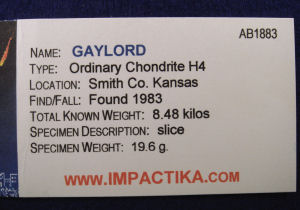 AB1883
NAME: GAYLORD
TYPE: Ordinary Chondrite H4
LOCATION: Smith Co. Kansas
FIND/FALL: Found 1983
TOTAL KNOWN WEIGHT: 8.48 kilos
SPECIMEN DESCRIPTION: slice
SPECIMEN WEIGHT: 19.6 g.
WWW.IMPACTIKA.COM